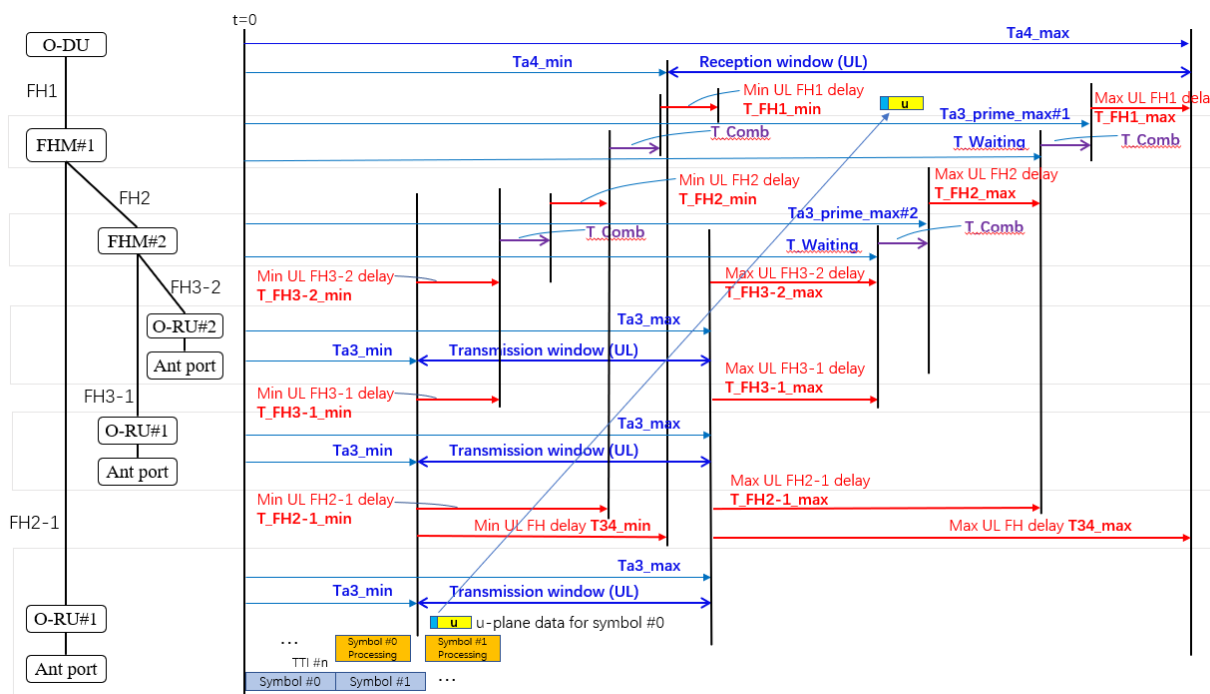 t=0
O-DU
Ta4_max
Ta4_min
Reception window (UL)
FH1
Min UL FH1 delay
T_FH1_min
u
Max UL FH1 dela
T_FH1_max
Ta3_prime_max#1
FHM#1
T_Comb
T_Waiting
T_Comb
FH2
Min UL FH2 delay
T_FH2_min
Max UL FH2 delay
T_FH2_max
Ta3_prime_max#2
FHM#2
T_Comb
T_Waiting
T_Comb
FH3-2
Min UL FH3-2 delay
T_FH3-2_min
Max UL FH3-2 delay
T_FH3-2_max
O-RU#2
Ta3_max
Ant port
Ta3_min
Transmission window (UL)
FH3-1
Min UL FH3-1 delay
T_FH3-1_min
Max UL FH3-1 delay
T_FH3-1_max
O-RU#1
Ta3_max
Ant port
Ta3_min
Transmission window (UL)
FH2-1
Min UL FH2-1 delay
T_FH2-1_min
Max UL FH2-1 delay
T_FH2-1_max
Min UL FH delay T34_min
Max UL FH delay T34_max
Ta3_max
Ta3_min
Transmission window (UL)
O-RU#1
u
u-plane data for symbol #0
Ant port
...
Symbol #0
Processing
Symbol #1
Processing
TTI #n
Symbol #0
Symbol #1
...